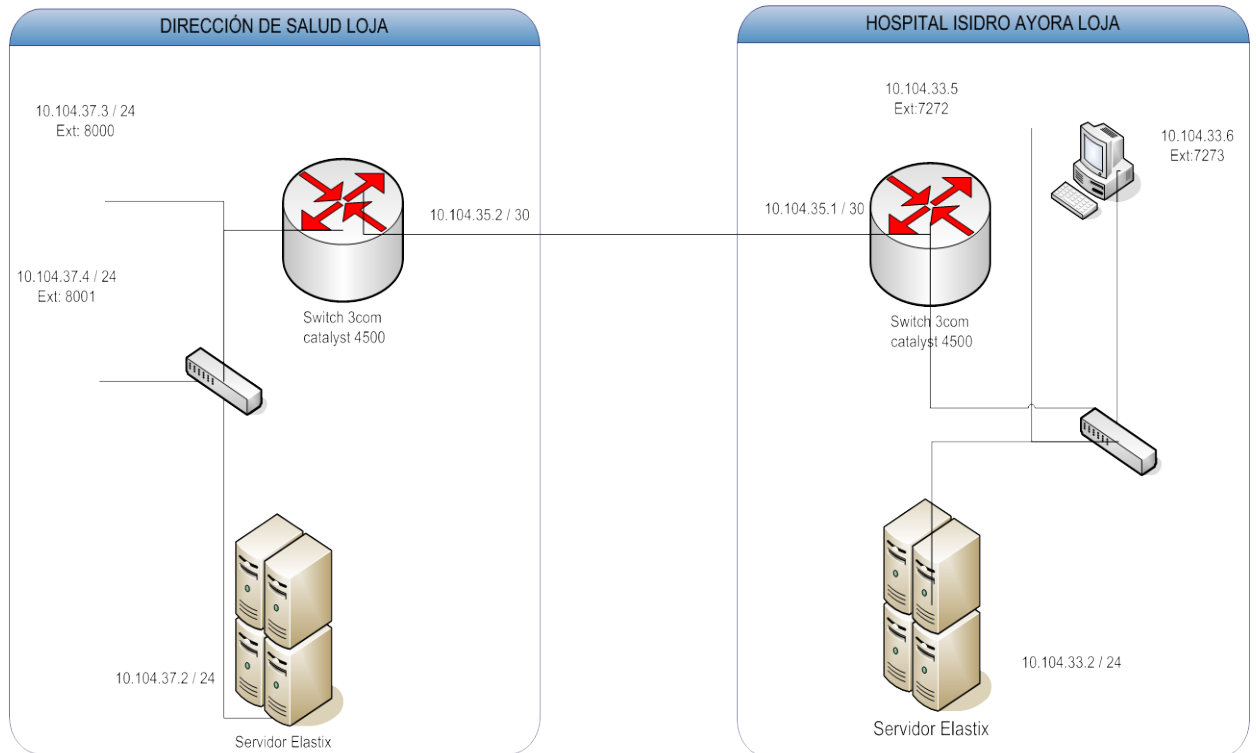 DIRECCIÓN DE SALUD LOJA
10.104.37.3 / 24
Ext: 8000
10.104.35.2 / 30
10.104.37.4 / 24
Ext: 8001
Switch 3com
catalyst 4500
10.104.37.2 / 24
Servidor Elastix
HOSPITAL ISIDRO AYORA LOJA
10.104.33.5
Ext:7272
10.104.33.6
Ext:7273
10.104.35.1 / 30
Switch 3com
catalyst 4500
10.104.33.2 / 24
Servidor Elastix